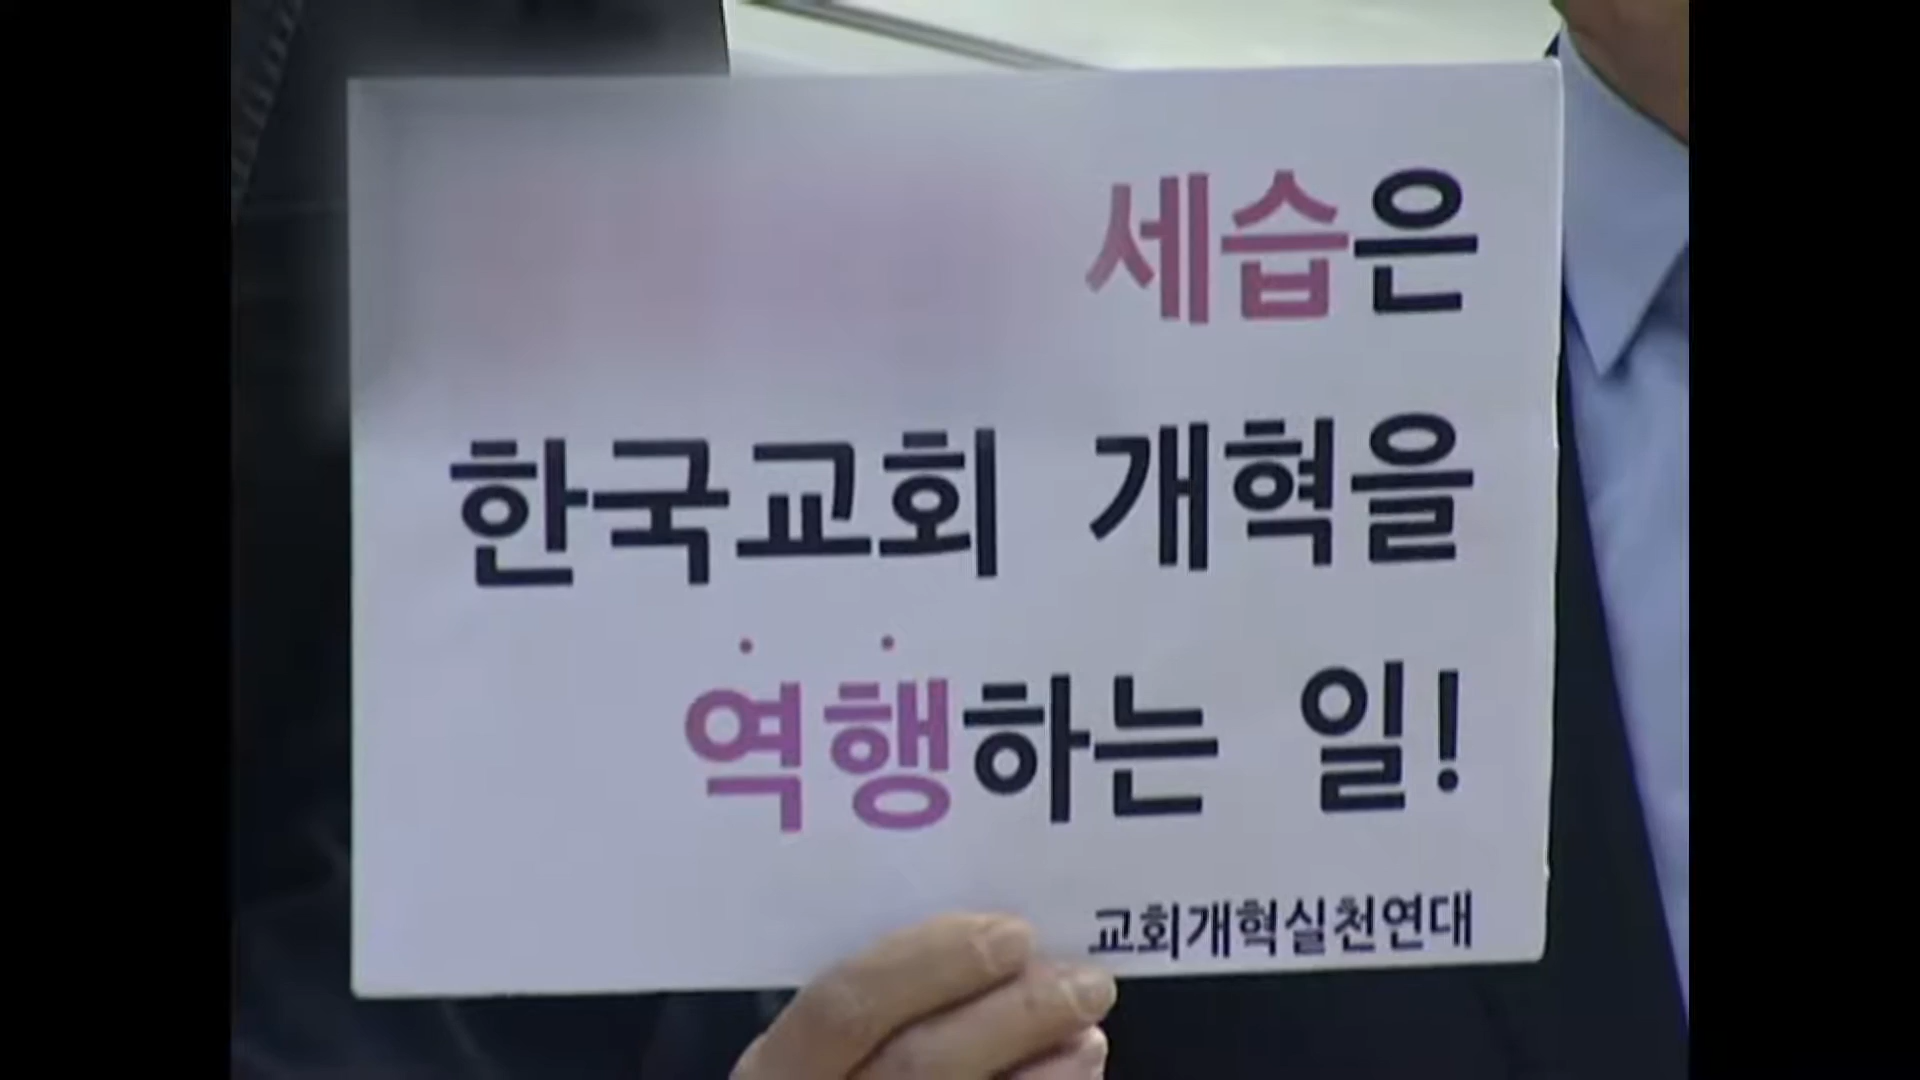 세습은
한국교회 개혁을
역행하는 일!
교회개혁실천연대